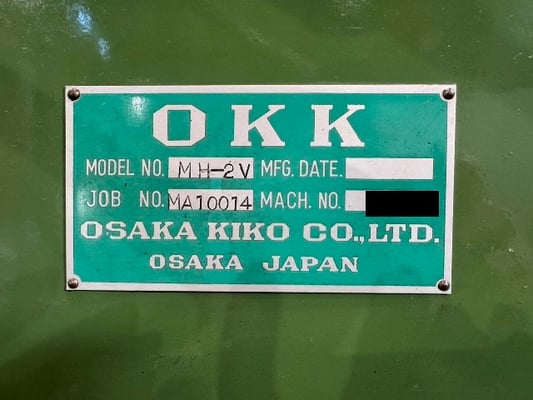 OKK
MODEL NO. MH-2V MFG. DATE.
JOB NO. MA10014 MACH. NO.
OSAKA KIKO CO.,LTD.
OSAKA JAPAN